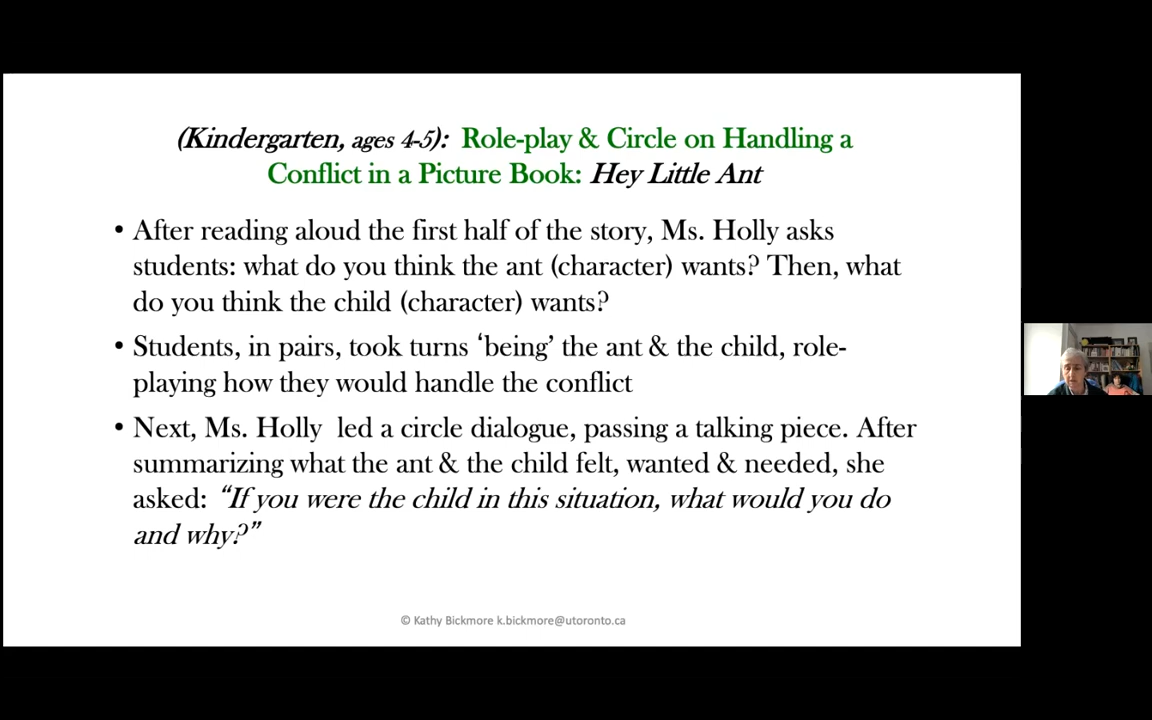 (Kindergarten, ages 4-5): Role-play & Circle on Handling a
Conflict in a Picture Book: Hey Little Ant
• After reading aloud the first half of the story, Ms. Holly asks
students: what do you think the ant (character) wants? Then, what
do you think the child (character) wants?
• Students, in pairs, took turns ‘being’ the ant & the child, role-
playing how they would handle the conflict
• Next, Ms. Holly led a circle dialogue, passing a talking piece. After
summarizing what the ant & the child felt, wanted & needed, she
asked: “If you were the child in this situation, what would you do
and why?”
© Kathy Bickmore k.bickmore@utoronto.ca